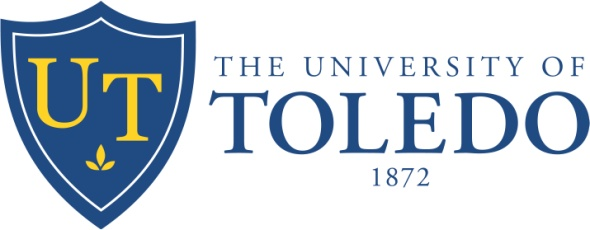 UT
THE UNIVERSITY OF
TOLEDO
1872